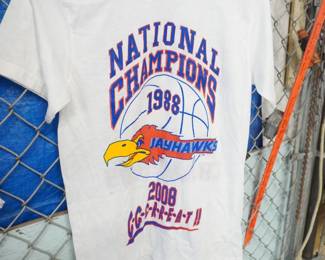 NATIONAL
CHAMPIONS
1988
JAYHAWKS
2008